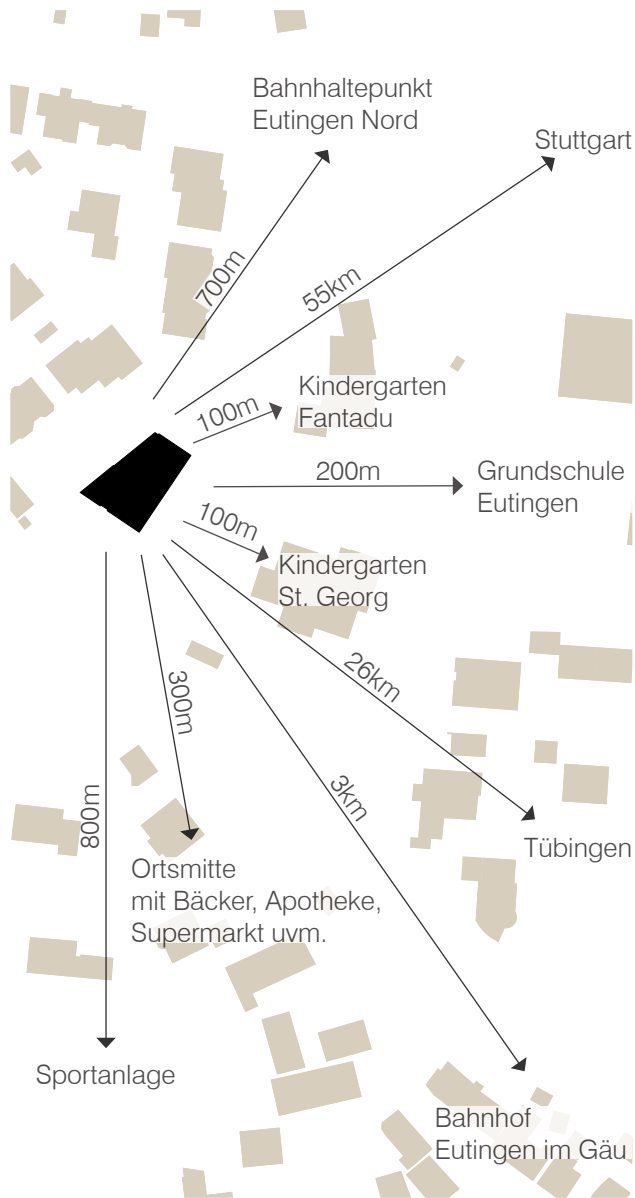 Bahnhaltepunkt
Eutingen Nord
Stuttgart
700m
55km
Kindergarten
Fantadu
100m
200m
Grundschule
Eutingen
100m
Kindergarten
St. Georg
26km
300m
3km
800m
Tübingen
Ortsmitte
mit Bäcker, Apotheke,
Supermarkt uvm.
Sportanlage
Bahnhof
Eutingen im Gäu